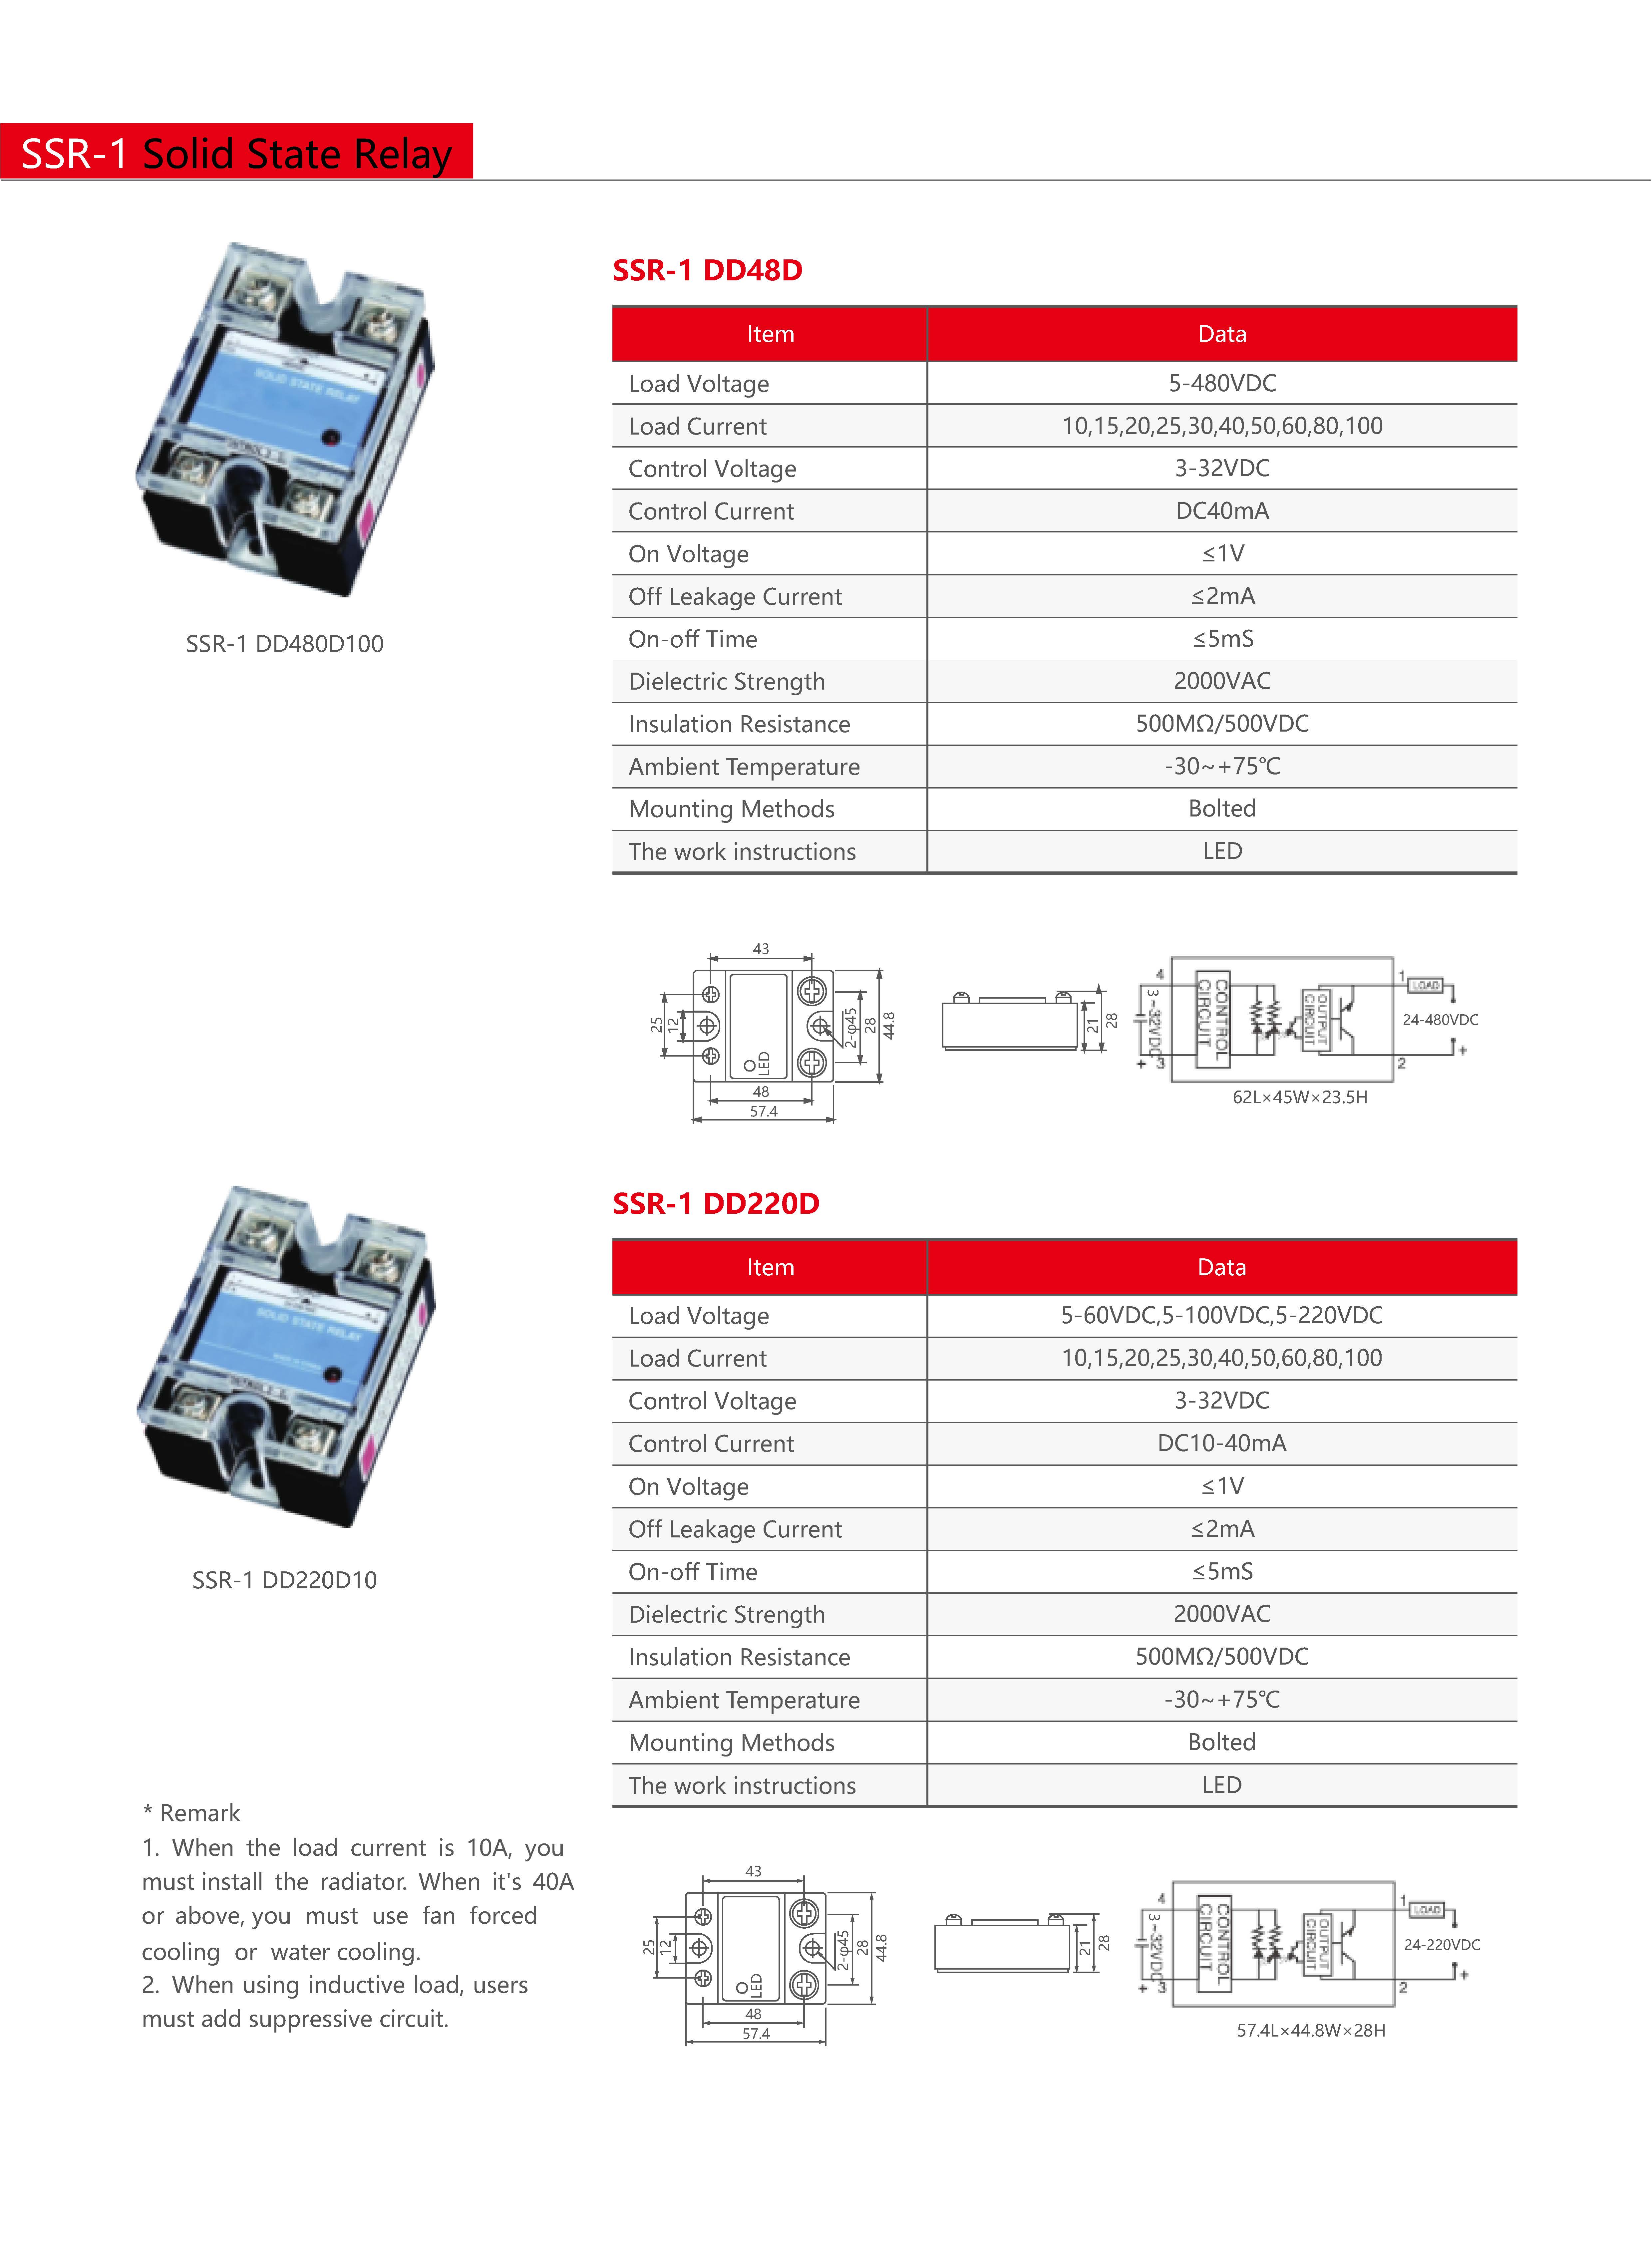 SSR-1 Solid State Relay
SSR-1 DD48D
Item Data
Load Voltage 5-480VDC
Load Current 10,15,20,25,30,40,50,60,80,100
Control Voltage 3-32VDC
Control Current DC40mA
On Voltage ≤1V
Off Leakage Current ≤2mA
On-off Time ≤5mS
Dielectric Strength 2000VAC
Insulation Resistance 500MΩ/500VDC
Ambient Temperature -30~+75℃
Mounting Methods Bolted
The work instructions LED
SOLID STATE RELAY
SSR-1 DD480D100
43
25
12
LED
2-φ45
28
44.8
48
57.4
21
28
4
3~32VDC
+ 3
CONTROL
CIRCUIT
OUTPUT
CIRCUIT
1
LOAD
24-480VDC
+
2
62L×45W×23.5H
SSR-1 DD220D
Item Data
Load Voltage 5-60VDC,5-100VDC,5-220VDC
Load Current 10,15,20,25,30,40,50,60,80,100
Control Voltage 3-32VDC
Control Current DC10-40mA
On Voltage ≤1V
Off Leakage Current ≤2mA
On-off Time ≤5mS
Dielectric Strength 2000VAC
Insulation Resistance 500MΩ/500VDC
Ambient Temperature -30~+75℃
Mounting Methods Bolted
The work instructions LED
SOLID STATE RELAY
SSR-1 DD220D10
* Remark
1. When the load current is 10A, you
must install the radiator. When it's 40A
or above, you must use fan forced
cooling or water cooling.
2. When using inductive load, users
must add suppressive circuit.
43
25
12
LED
2-φ45
28
44.8
48
57.4
21
28
4
3~32VDC
+ 3
CONTROL
CIRCUIT
OUTPUT
CIRCUIT
1
LOAD
24-220VDC
+
2
57.4L×44.8W×28H